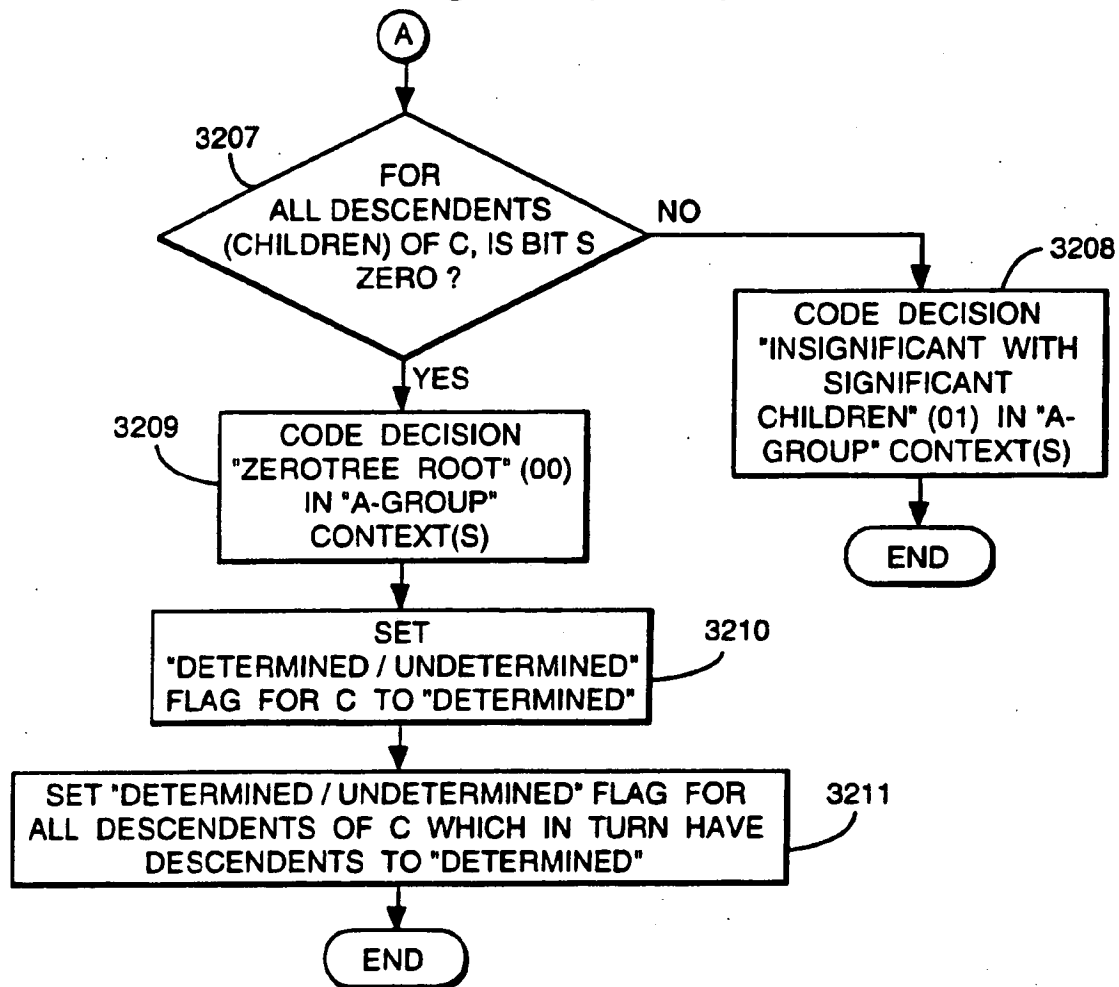 A
3207
FOR
ALL DESCENDENTS
(CHILDREN) OF C, IS BIT S
ZERO ?
NO
3208
CODE DECISION
"INSIGNIFICANT WITH
SIGNIFICANT
CHILDREN" (01) IN "A-
GROUP" CONTEXT(S)
END
YES
3209
CODE DECISION
"ZEROTREE ROOT" (00)
IN "A-GROUP"
CONTEXT(S)
SET
"DETERMINED / UNDETERMINED"
FLAG FOR C TO "DETERMINED"
3210
SET "DETERMINED / UNDETERMINED" FLAG FOR
ALL DESCENDENTS OF C WHICH IN TURN HAVE
DESCENDENTS TO "DETERMINED"
3211
END